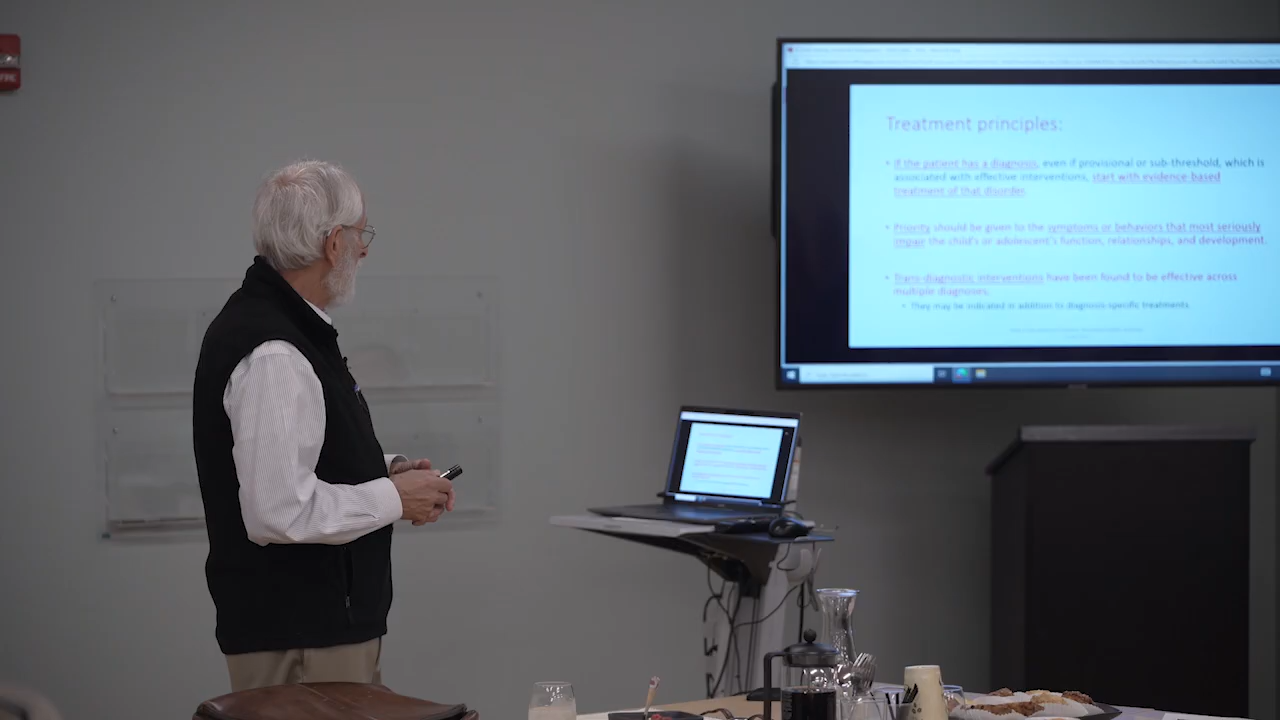 FIRE
Treatment principles:
• If the patient has a diagnosis, even if provisional or sub-threshold, which is
associated with affective interventions, start with evidence-based
treatment of that disorder.
• Priority should be given to the symptoms or behaviors that most seriously
impair the child's or adolescent's function, relationships, and development.
• Trans-diagnostic interventions have been found to be effective across
multiple diagnoses.
• They may be indicated in addition to diagnosis-specific treatments